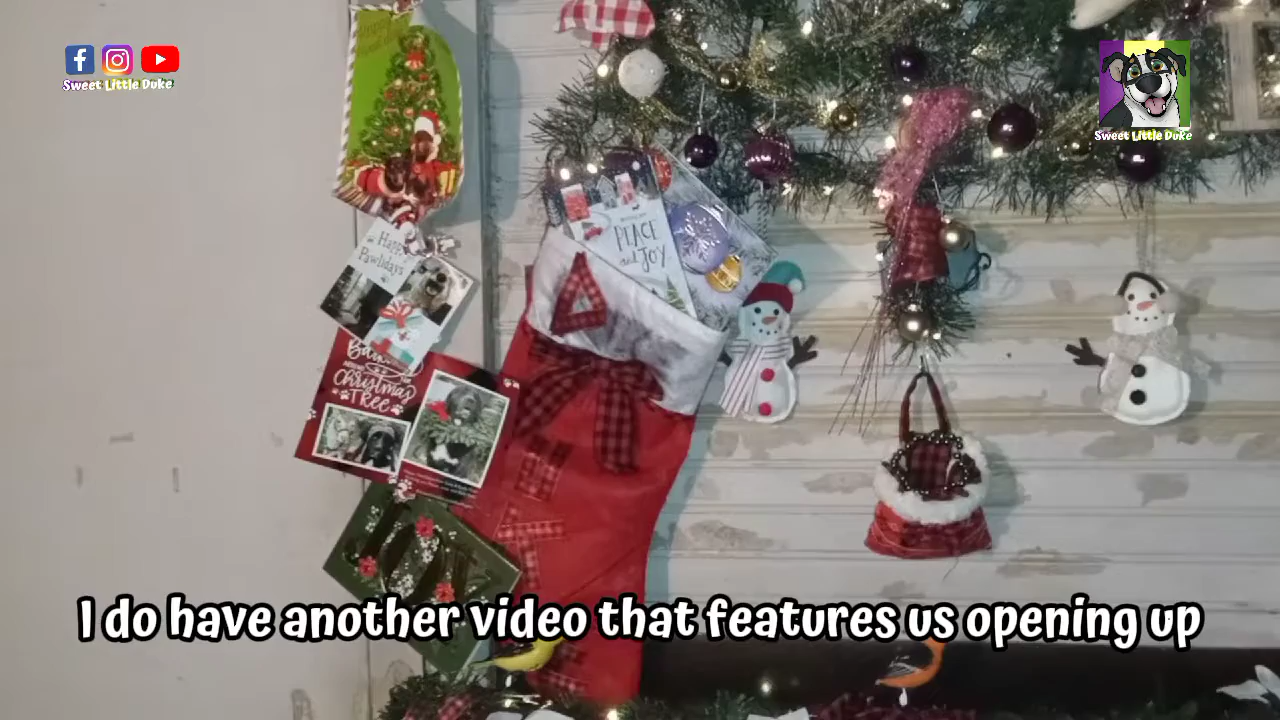 Sweet Little Duke
Sweet Little Duke
PEACE
and JOY
Happy
Pawlidays
Christmas
TREE
I do have another video that features us opening up